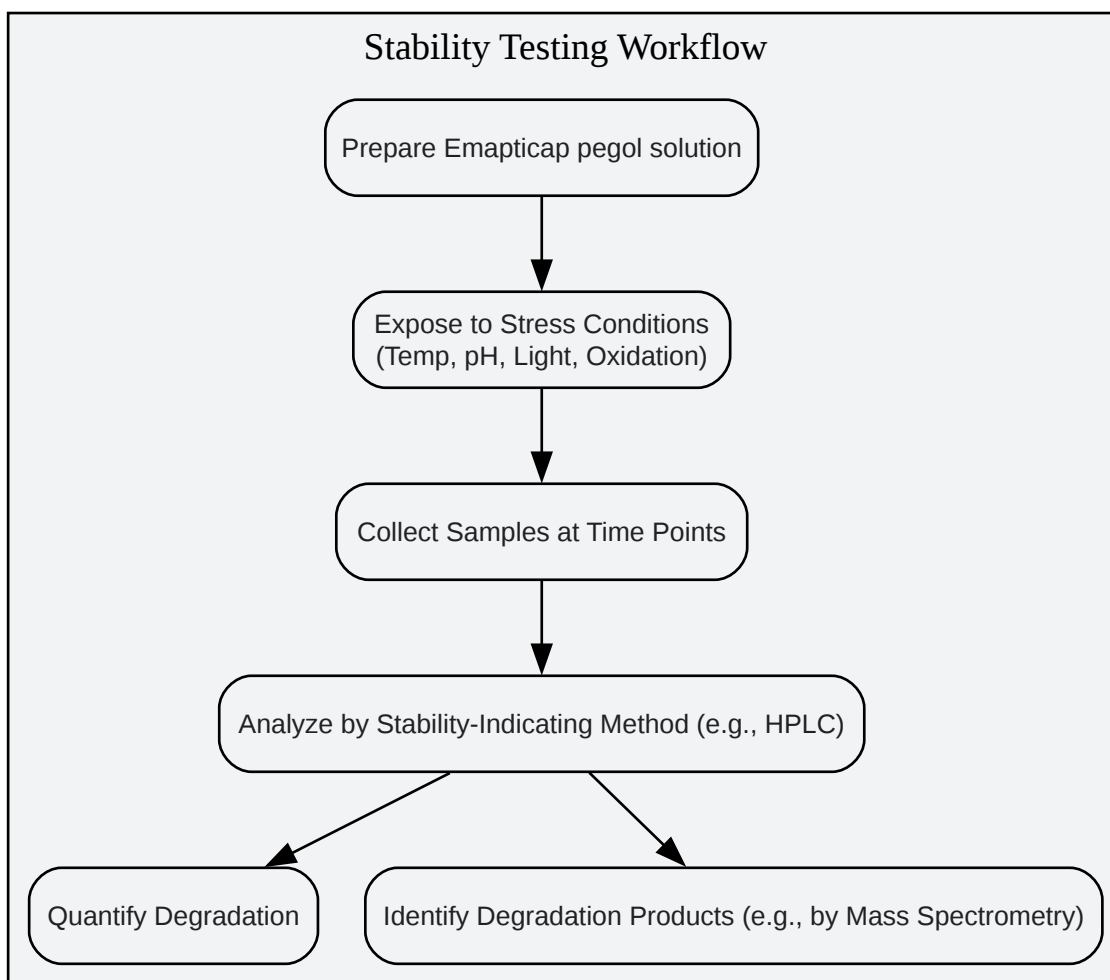 Stability Testing Workflow
Prepare Emapticap pegol solution
Expose to Stress Conditions
(Temp, pH, Light, Oxidation)
Collect Samples at Time Points
Analyze by Stability-Indicating Method (e.g., HPLC)
Quantify Degradation
Identify Degradation Products (e.g., by Mass Spectrometry)